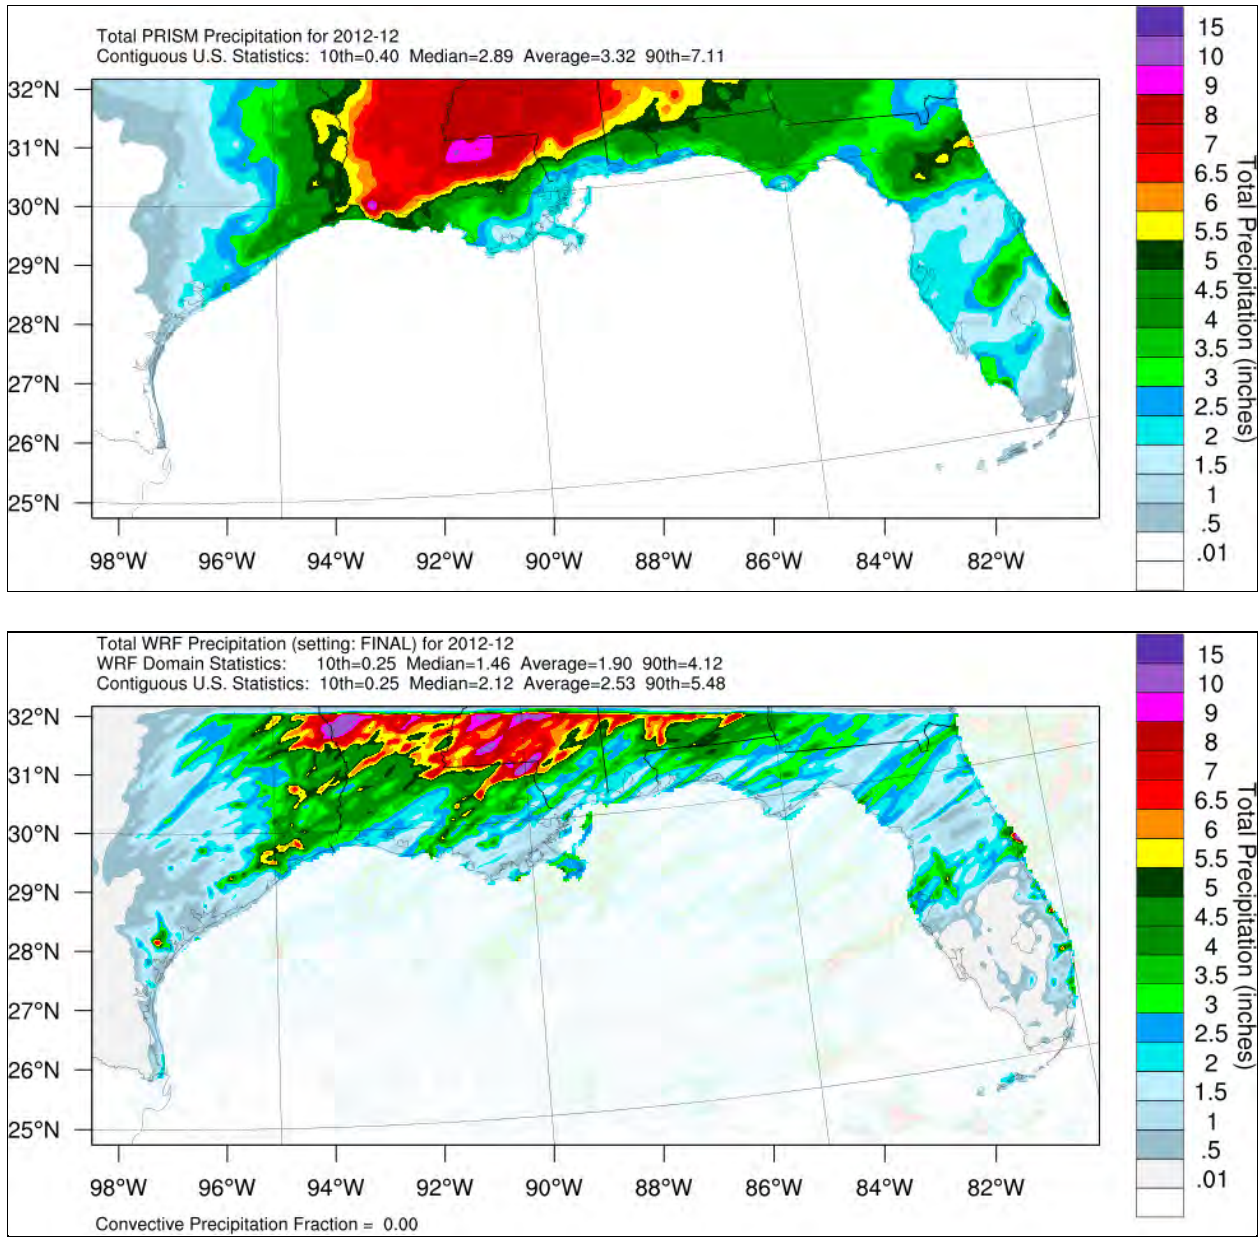 Total PRISM Precipitation for 2012-12
Contiguous U.S. Statistics: 10th=0.40 Median=2.89 Average=3.32 90th=7.11
32°N
31°N
30°N
29°N
28°N
27°N
26°N
25°N
98°W 96°W 94°W 92°W 90°W 88°W 86°W 84°W 82°W
15
10
9
8
7
6.5
6
5.5
5
4.5
4
3.5
3
2.5
2
1.5
1
.5
.01
Total Precipitation (inches)
Total WRF Precipitation (setting: FINAL) for 2012-12
WRF Domain Statistics: 10th=0.25 Median=1.46 Average=1.90 90th=4.12
Contiguous U.S. Statistics: 10th=0.25 Median=2.12 Average=2.53 90th=5.48
32°N
31°N
30°N
29°N
28°N
27°N
26°N
25°N
98°W 96°W 94°W 92°W 90°W 88°W 86°W 84°W 82°W
15
10
9
8
7
6.5
6
5.5
5
4.5
4
3.5
3
2.5
2
1.5
1
.5
.01
Total Precipitation (inches)
Convective Precipitation Fraction = 0.00